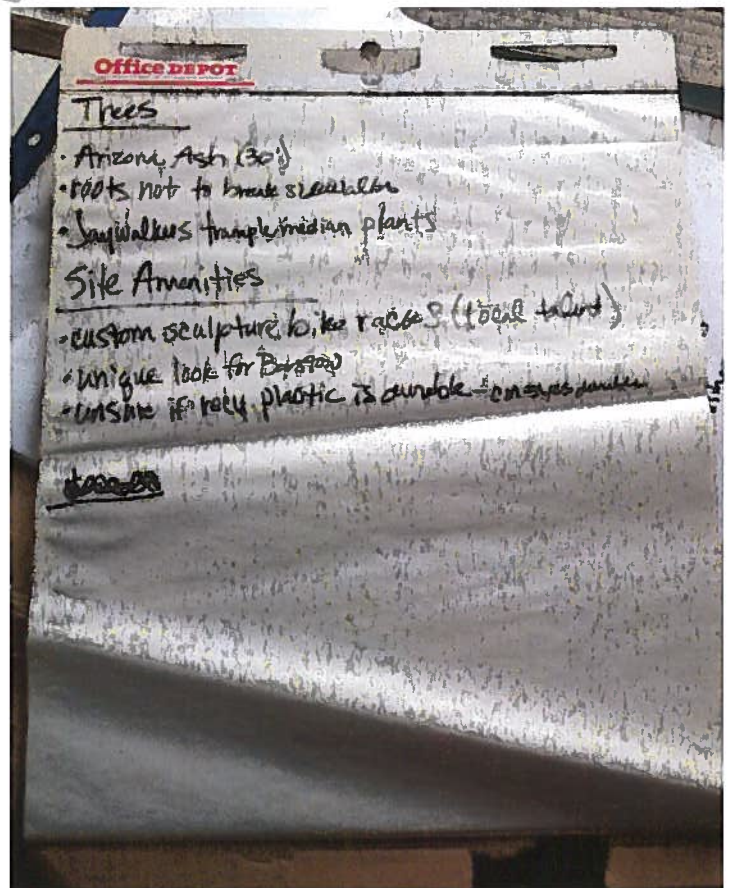 Office DEPOT
Trees
• Arizona Ash (30')
• roots not to break sidewalks
• Jaywalkers trample median plants
Site Amenities
• custom sculpture bike racks (local talent)
• unique look for
• unsure if recy. plastic is durable -